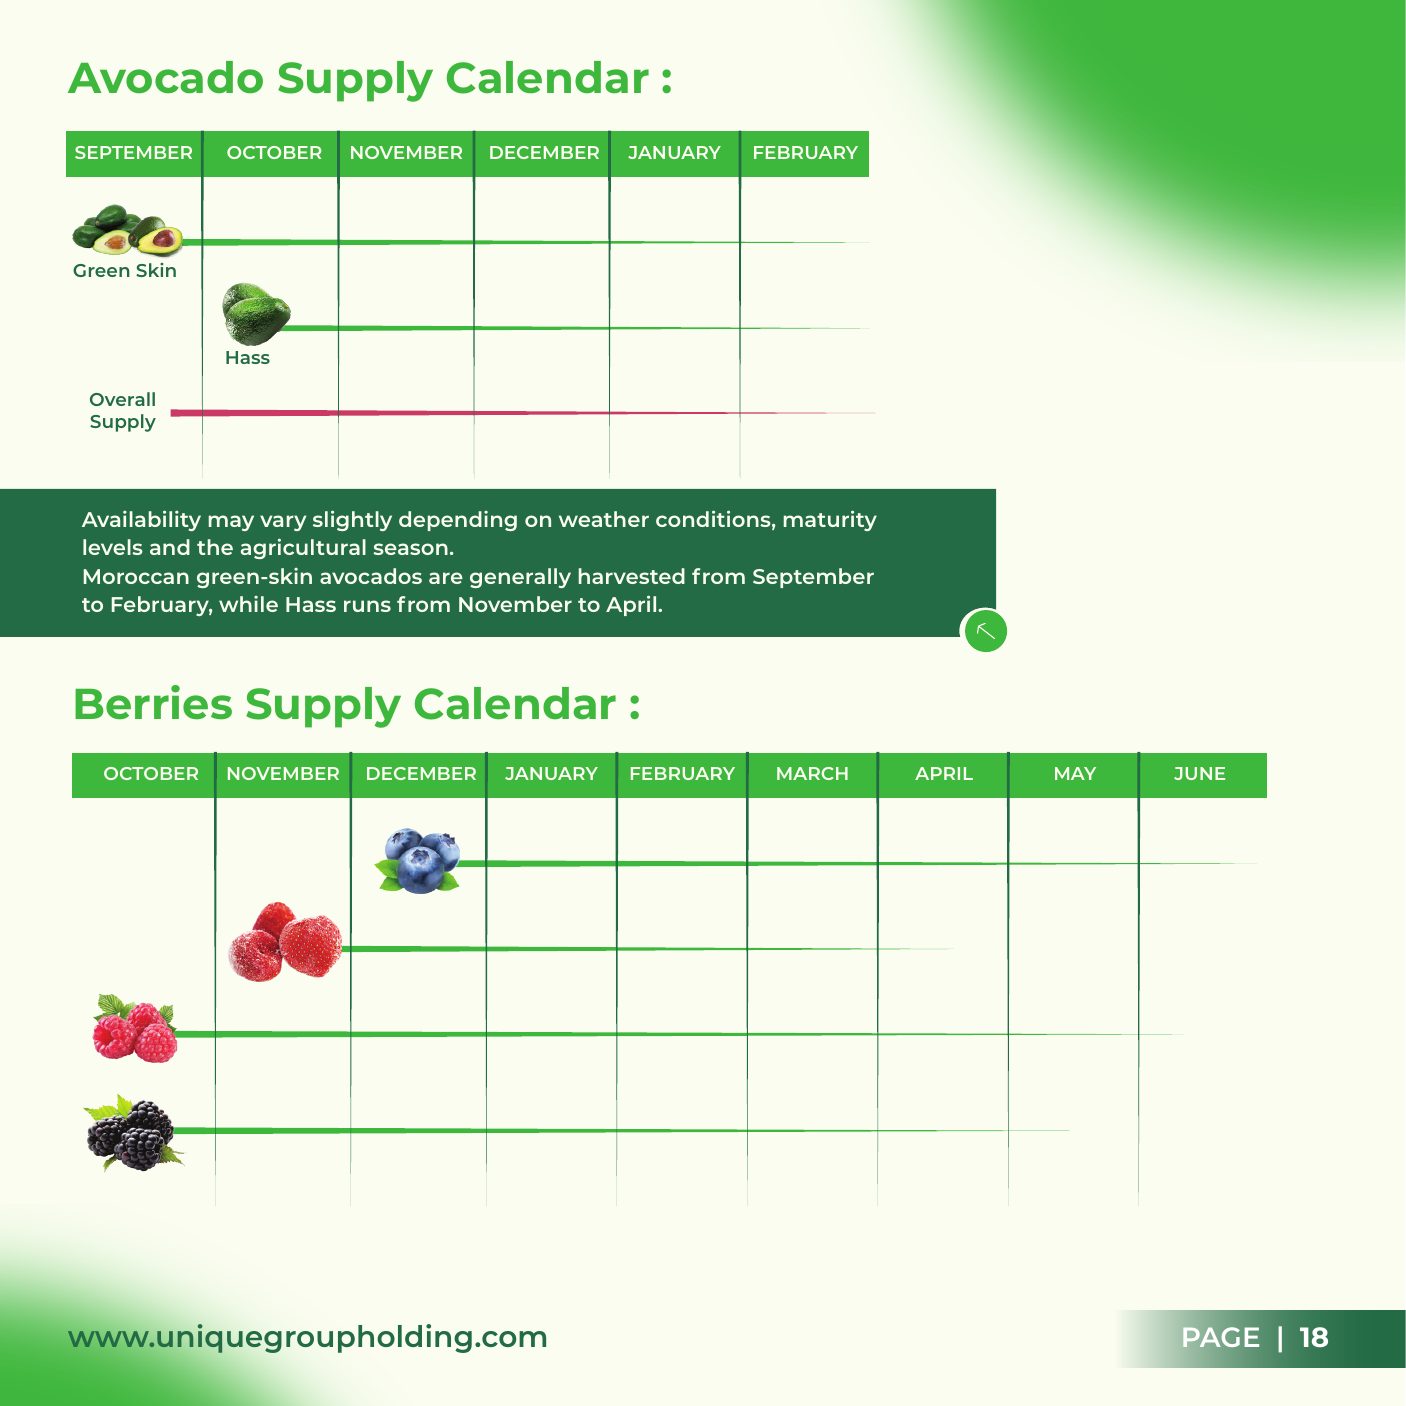 Avocado Supply Calendar :
SEPTEMBER OCTOBER NOVEMBER DECEMBER JANUARY FEBRUARY
Green Skin
Hass
Overall
Supply
Availability may vary slightly depending on weather conditions, maturity
levels and the agricultural season.
Moroccan green-skin avocados are generally harvested from September
to February, while Hass runs from November to April.
Berries Supply Calendar :
OCTOBER NOVEMBER DECEMBER JANUARY FEBRUARY MARCH APRIL MAY JUNE
www.uniquegroupholding.com
PAGE | 18